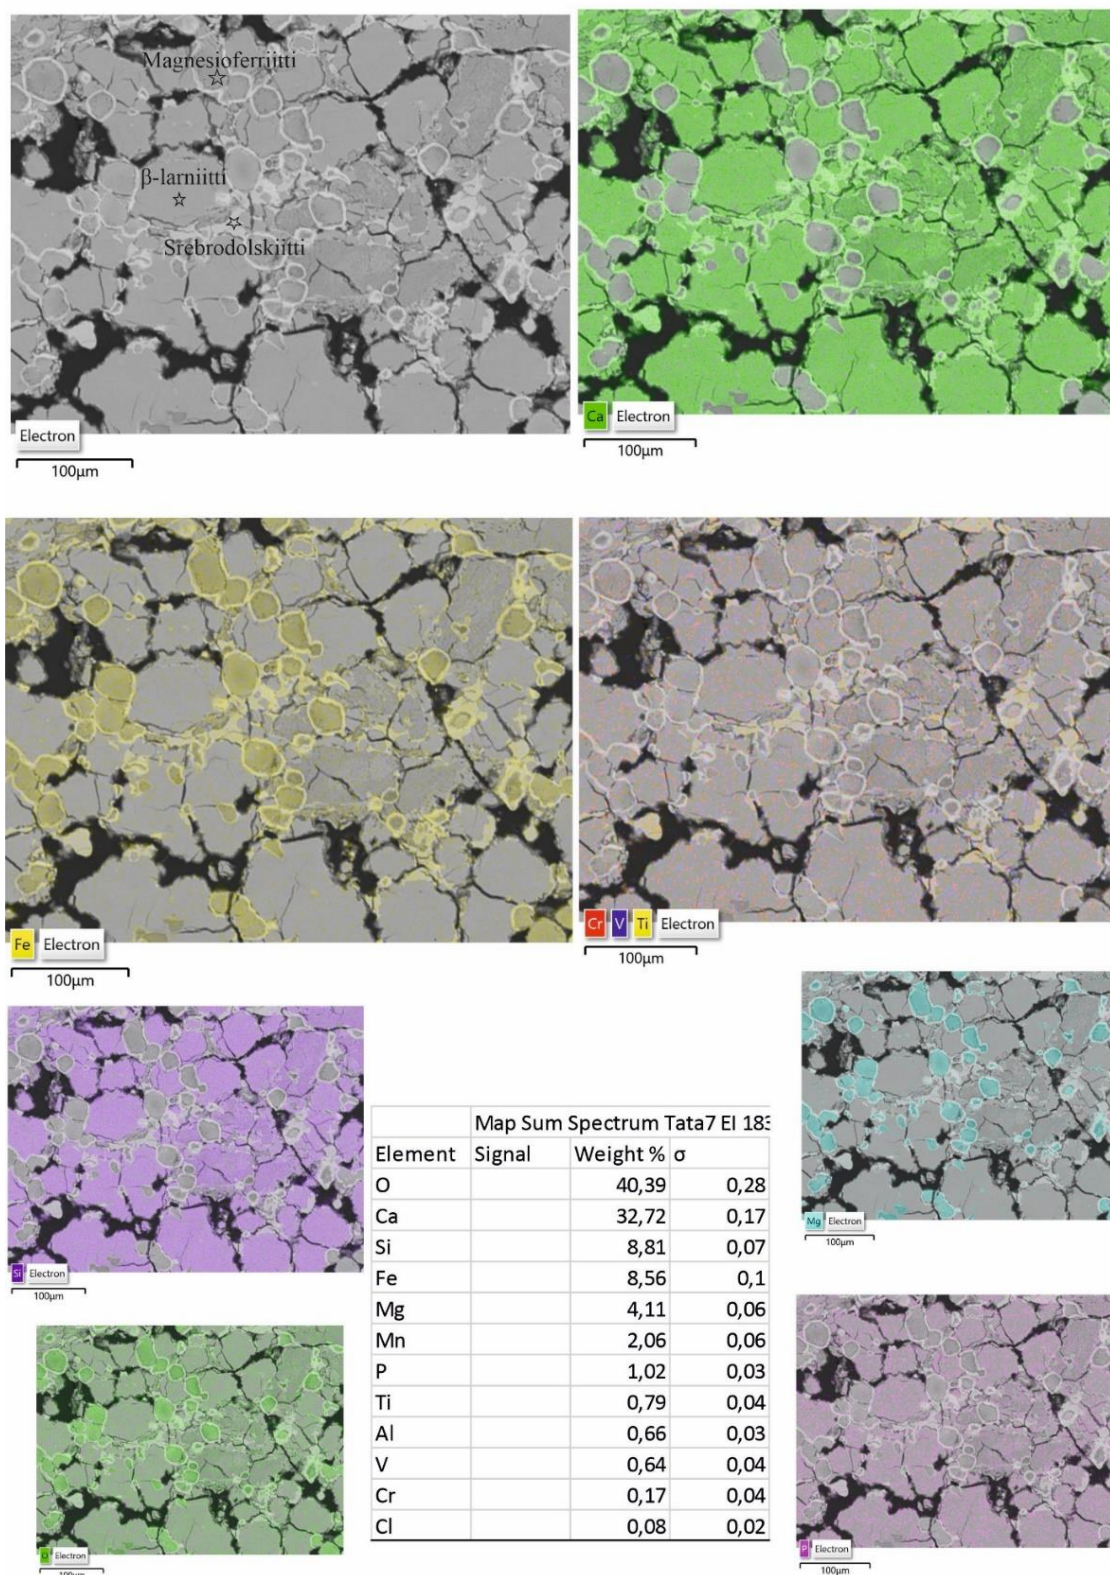 Magnesioferriitti
β-larniitti
Srebrodolskiitti
Electron
100µm
Ca Electron
100µm
Fe Electron
100µm
Cr V Ti Electron
100µm
Si Electron
100µm
Mg Electron
100µm
Map Sum Spectrum Tata7 EI 183
Element Signal Weight % σ
O 40,39 0,28
Ca 32,72 0,17
Si 8,81 0,07
Fe 8,56 0,1
Mg 4,11 0,06
Mn 2,06 0,06
P 1,02 0,03
Ti 0,79 0,04
Al 0,66 0,03
V 0,64 0,04
Cr 0,17 0,04
Cl 0,08 0,02
O Electron
100µm
P Electron
100µm